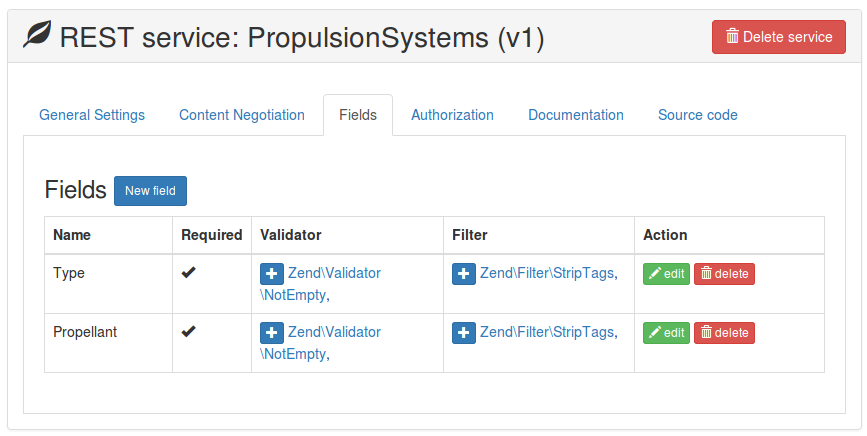 REST service: PropulsionSystems (v1)
Delete service
General Settings Content Negotiation Fields Authorization Documentation Source code
Fields New field
Name Required Validator Filter Action
Type Zend\Validator Zend\Filter\StripTags, edit delete
\NotEmpty,
Propellant Zend\Validator Zend\Filter\StripTags, edit delete
\NotEmpty,